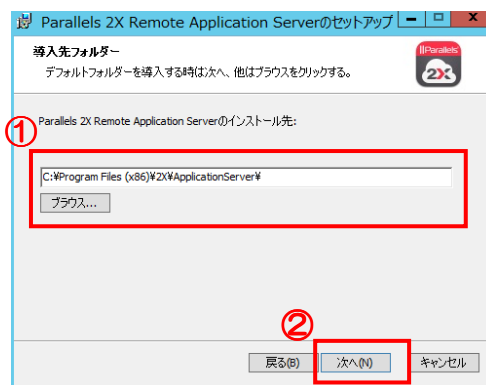 Parallels 2X Remote Application Serverのセットアップ
導入先フォルダー
デフォルトフォルダーを導入する時は次へ、他はブラウスをクリックする。
||Parallels
2X
①
Parallels 2X Remote Application Serverのインストール先:
C:¥Program Files (x86)¥2X¥ApplicationServer¥
ブラウス...
②
戻る(B)
次へ(N)
キャンセル